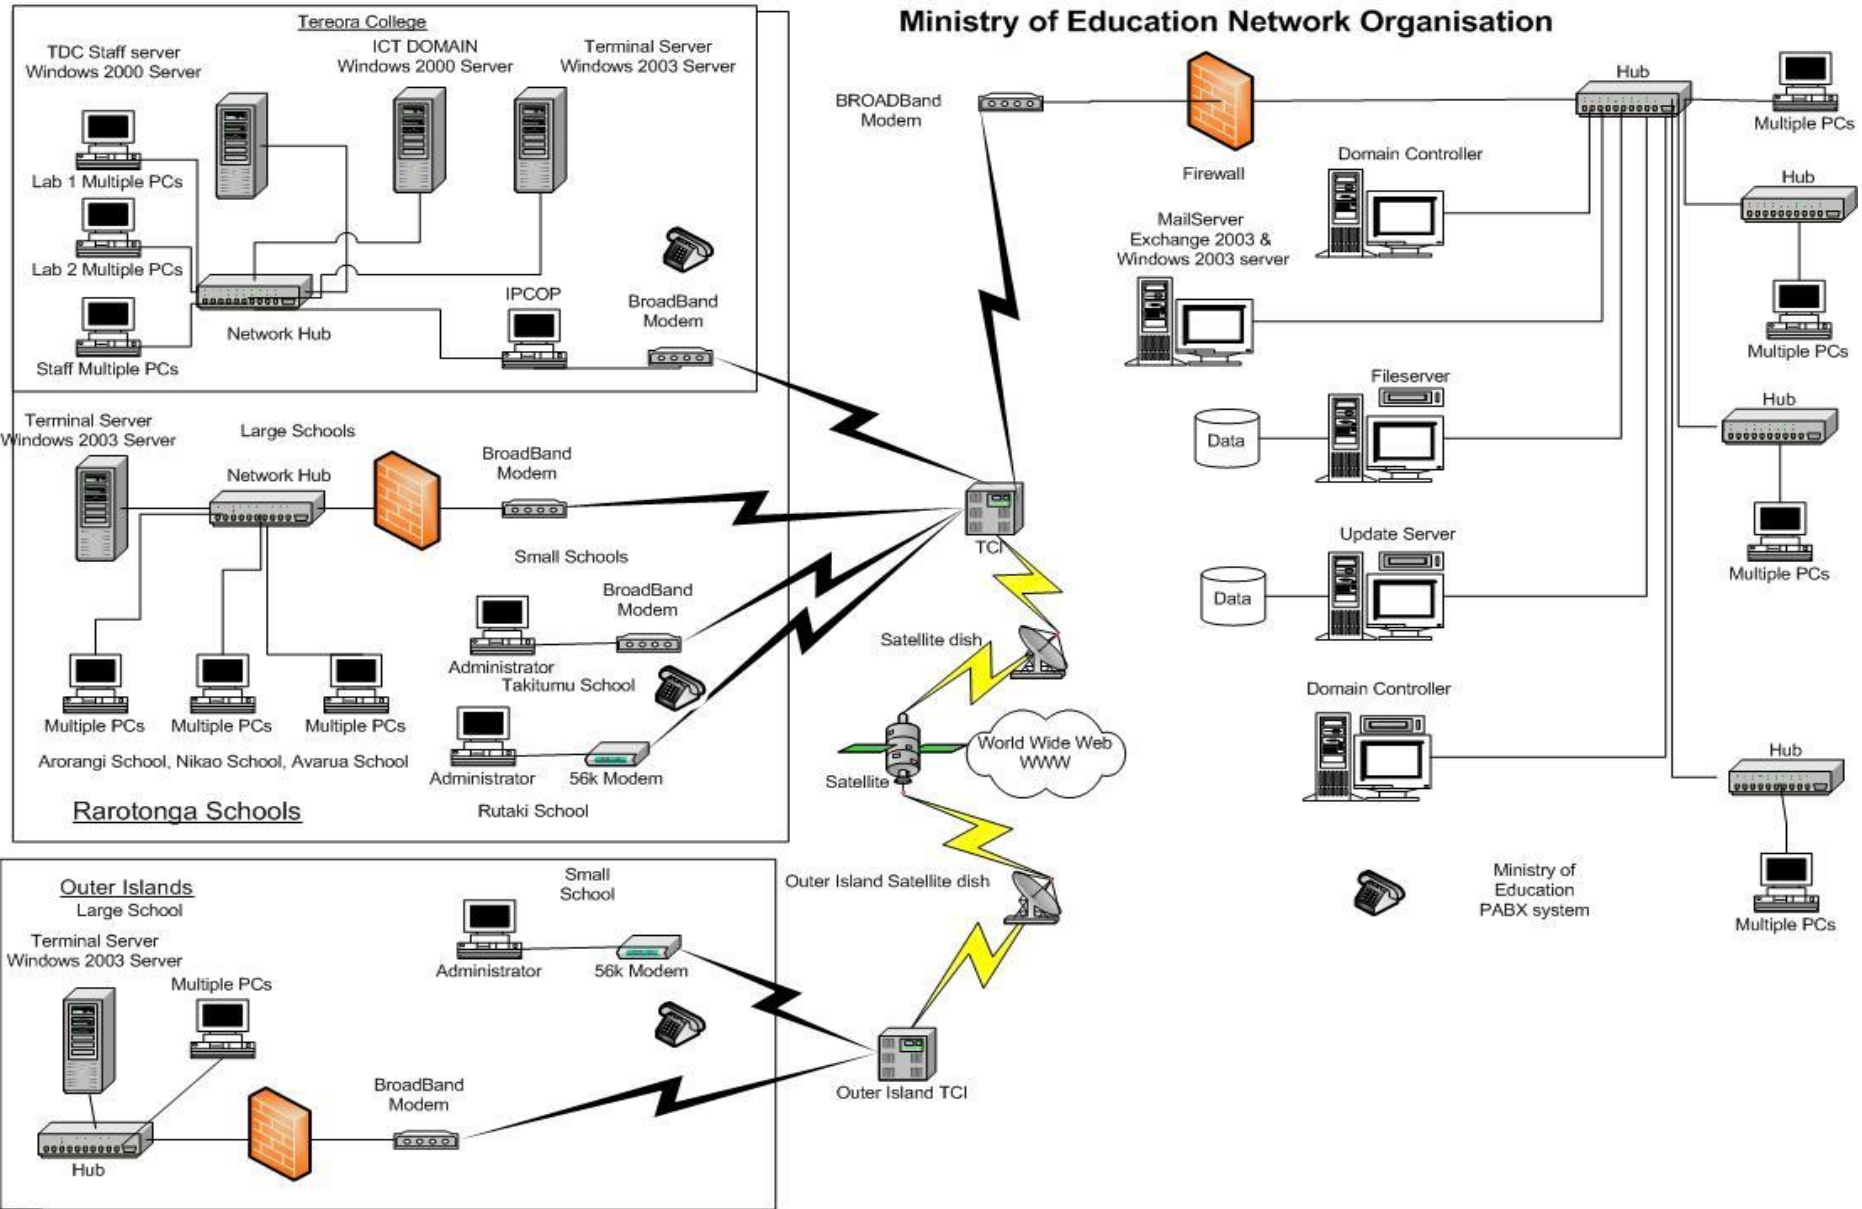 Ministry of Education Network Organisation
Tereora College
TDC Staff server
Windows 2000 Server
ICT DOMAIN
Windows 2000 Server
Terminal Server
Windows 2003 Server
Lab 1 Multiple PCs
Lab 2 Multiple PCs
Staff Multiple PCs
Network Hub
IPCOP
BroadBand
Modem
Terminal Server
Windows 2003 Server
Large Schools
Network Hub
BroadBand
Modem
Small Schools
BroadBand
Modem
Administrator
Takitumu School
Multiple PCs
Multiple PCs
Multiple PCs
Arorangi School, Nikao School, Avarua School
Administrator
56k Modem
Rutaki School
Rarotonga Schools
Outer Islands
Large School
Terminal Server
Windows 2003 Server
Multiple PCs
Hub
BroadBand
Modem
Small
School
Administrator
56k Modem
BROADBand
Modem
Firewall
TCI
Satellite dish
Satellite
World Wide Web
WWW
Outer Island Satellite dish
Outer Island TCI
Domain Controller
MailServer
Exchange 2003 &
Windows 2003 server
Fileserver
Data
Update Server
Data
Domain Controller
Ministry of
Education
PABX system
Hub
Multiple PCs
Hub
Multiple PCs
Hub
Multiple PCs
Hub
Multiple PCs